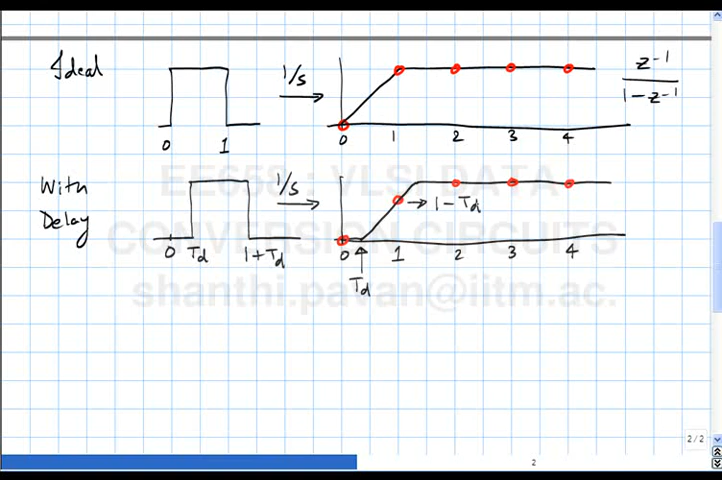 Ideal
1/s
z⁻¹
1 − z⁻¹
0 1
0 1 2 3 4
With
Delay
1/s
→ 1 − Td
0 Td 1+Td
0 1 2 3 4
Td
EE658 : VLSI DATA
CONVERSION CIRCUITS
shanthi.pavan@iitm.ac.
2/2
2